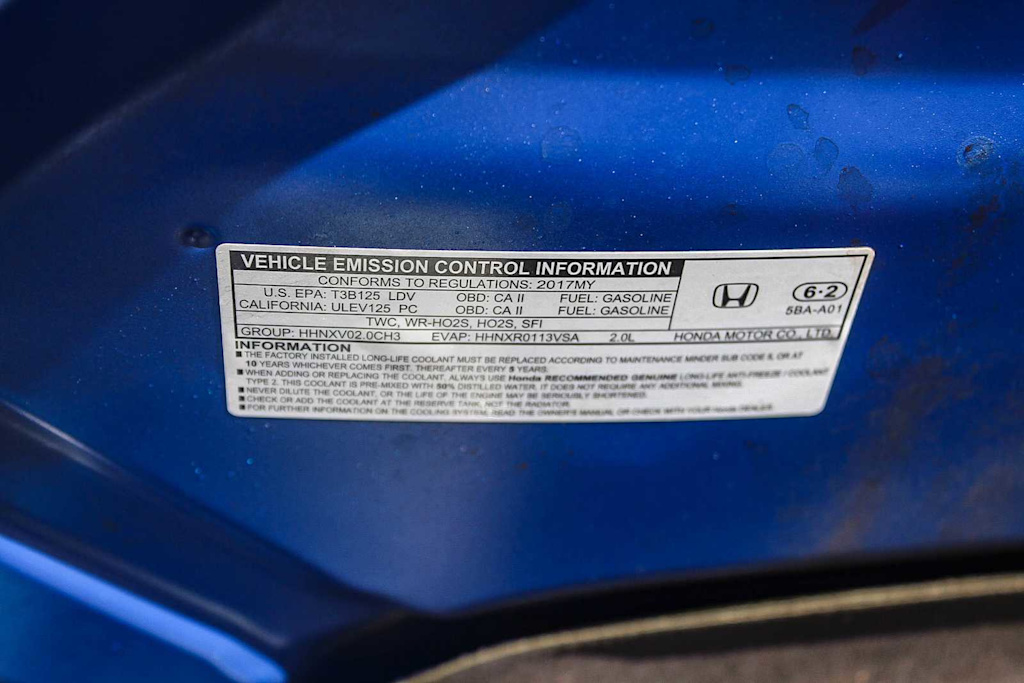 VEHICLE EMISSION CONTROL INFORMATION
CONFORMS TO REGULATIONS: 2017MY
U.S. EPA: T3B125 LDV OBD: CA II FUEL: GASOLINE
CALIFORNIA: ULEV125 PC OBD: CA II FUEL: GASOLINE
TWC, WR-HO2S, HO2S, SFI
GROUP: HHNXV02.0CH3 EVAP: HHNXR0113VSA 2.0L HONDA MOTOR CO., LTD.
6·2
5BA-A01
INFORMATION
■ THE FACTORY INSTALLED LONG-LIFE COOLANT MUST BE REPLACED ACCORDING TO MAINTENANCE MINDER SUB CODE 5, OR AT
10 YEARS WHICHEVER COMES FIRST. THEREAFTER EVERY 5 YEARS.
■ WHEN ADDING OR REPLACING THE COOLANT, ALWAYS USE Honda RECOMMENDED GENUINE LONG-LIFE ANTI-FREEZE / COOLANT
TYPE 2. THIS COOLANT IS PRE-MIXED WITH 50% DISTILLED WATER. IT DOES NOT REQUIRE ANY ADDITIONAL MIXING.
■ NEVER DILUTE THE COOLANT, OR THE LIFE OF THE ENGINE MAY BE SERIOUSLY SHORTENED.
■ CHECK OR ADD THE COOLANT AT THE RESERVE TANK, NOT THE RADIATOR.
■ FOR FURTHER INFORMATION ON THE COOLING SYSTEM, READ THE OWNER'S MANUAL OR CHECK WITH YOUR Honda DEALER.